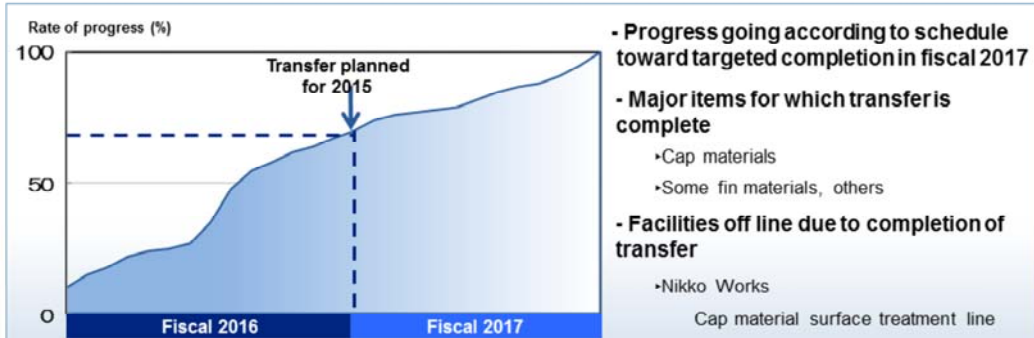 Rate of progress (%)
100
50
0
Transfer planned
for 2015
Fiscal 2016
Fiscal 2017
- Progress going according to schedule
toward targeted completion in fiscal 2017
- Major items for which transfer is
complete
▸Cap materials
▸Some fin materials, others
- Facilities off line due to completion of
transfer
▸Nikko Works
Cap material surface treatment line